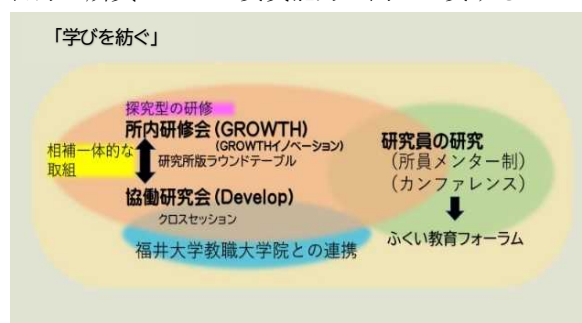 「学びを紡ぐ」
探究型の研修
所内研修会(GROWTH)
(GROWTHイノベーション)
相補一体的な
取組
研究所版ラウンドテーブル
協働研究会(Develop)
クロスセッション
福井大学教職大学院との連携
研究員の研究
(所員メンター制)
(カンファレンス)
ふくい教育フォーラム